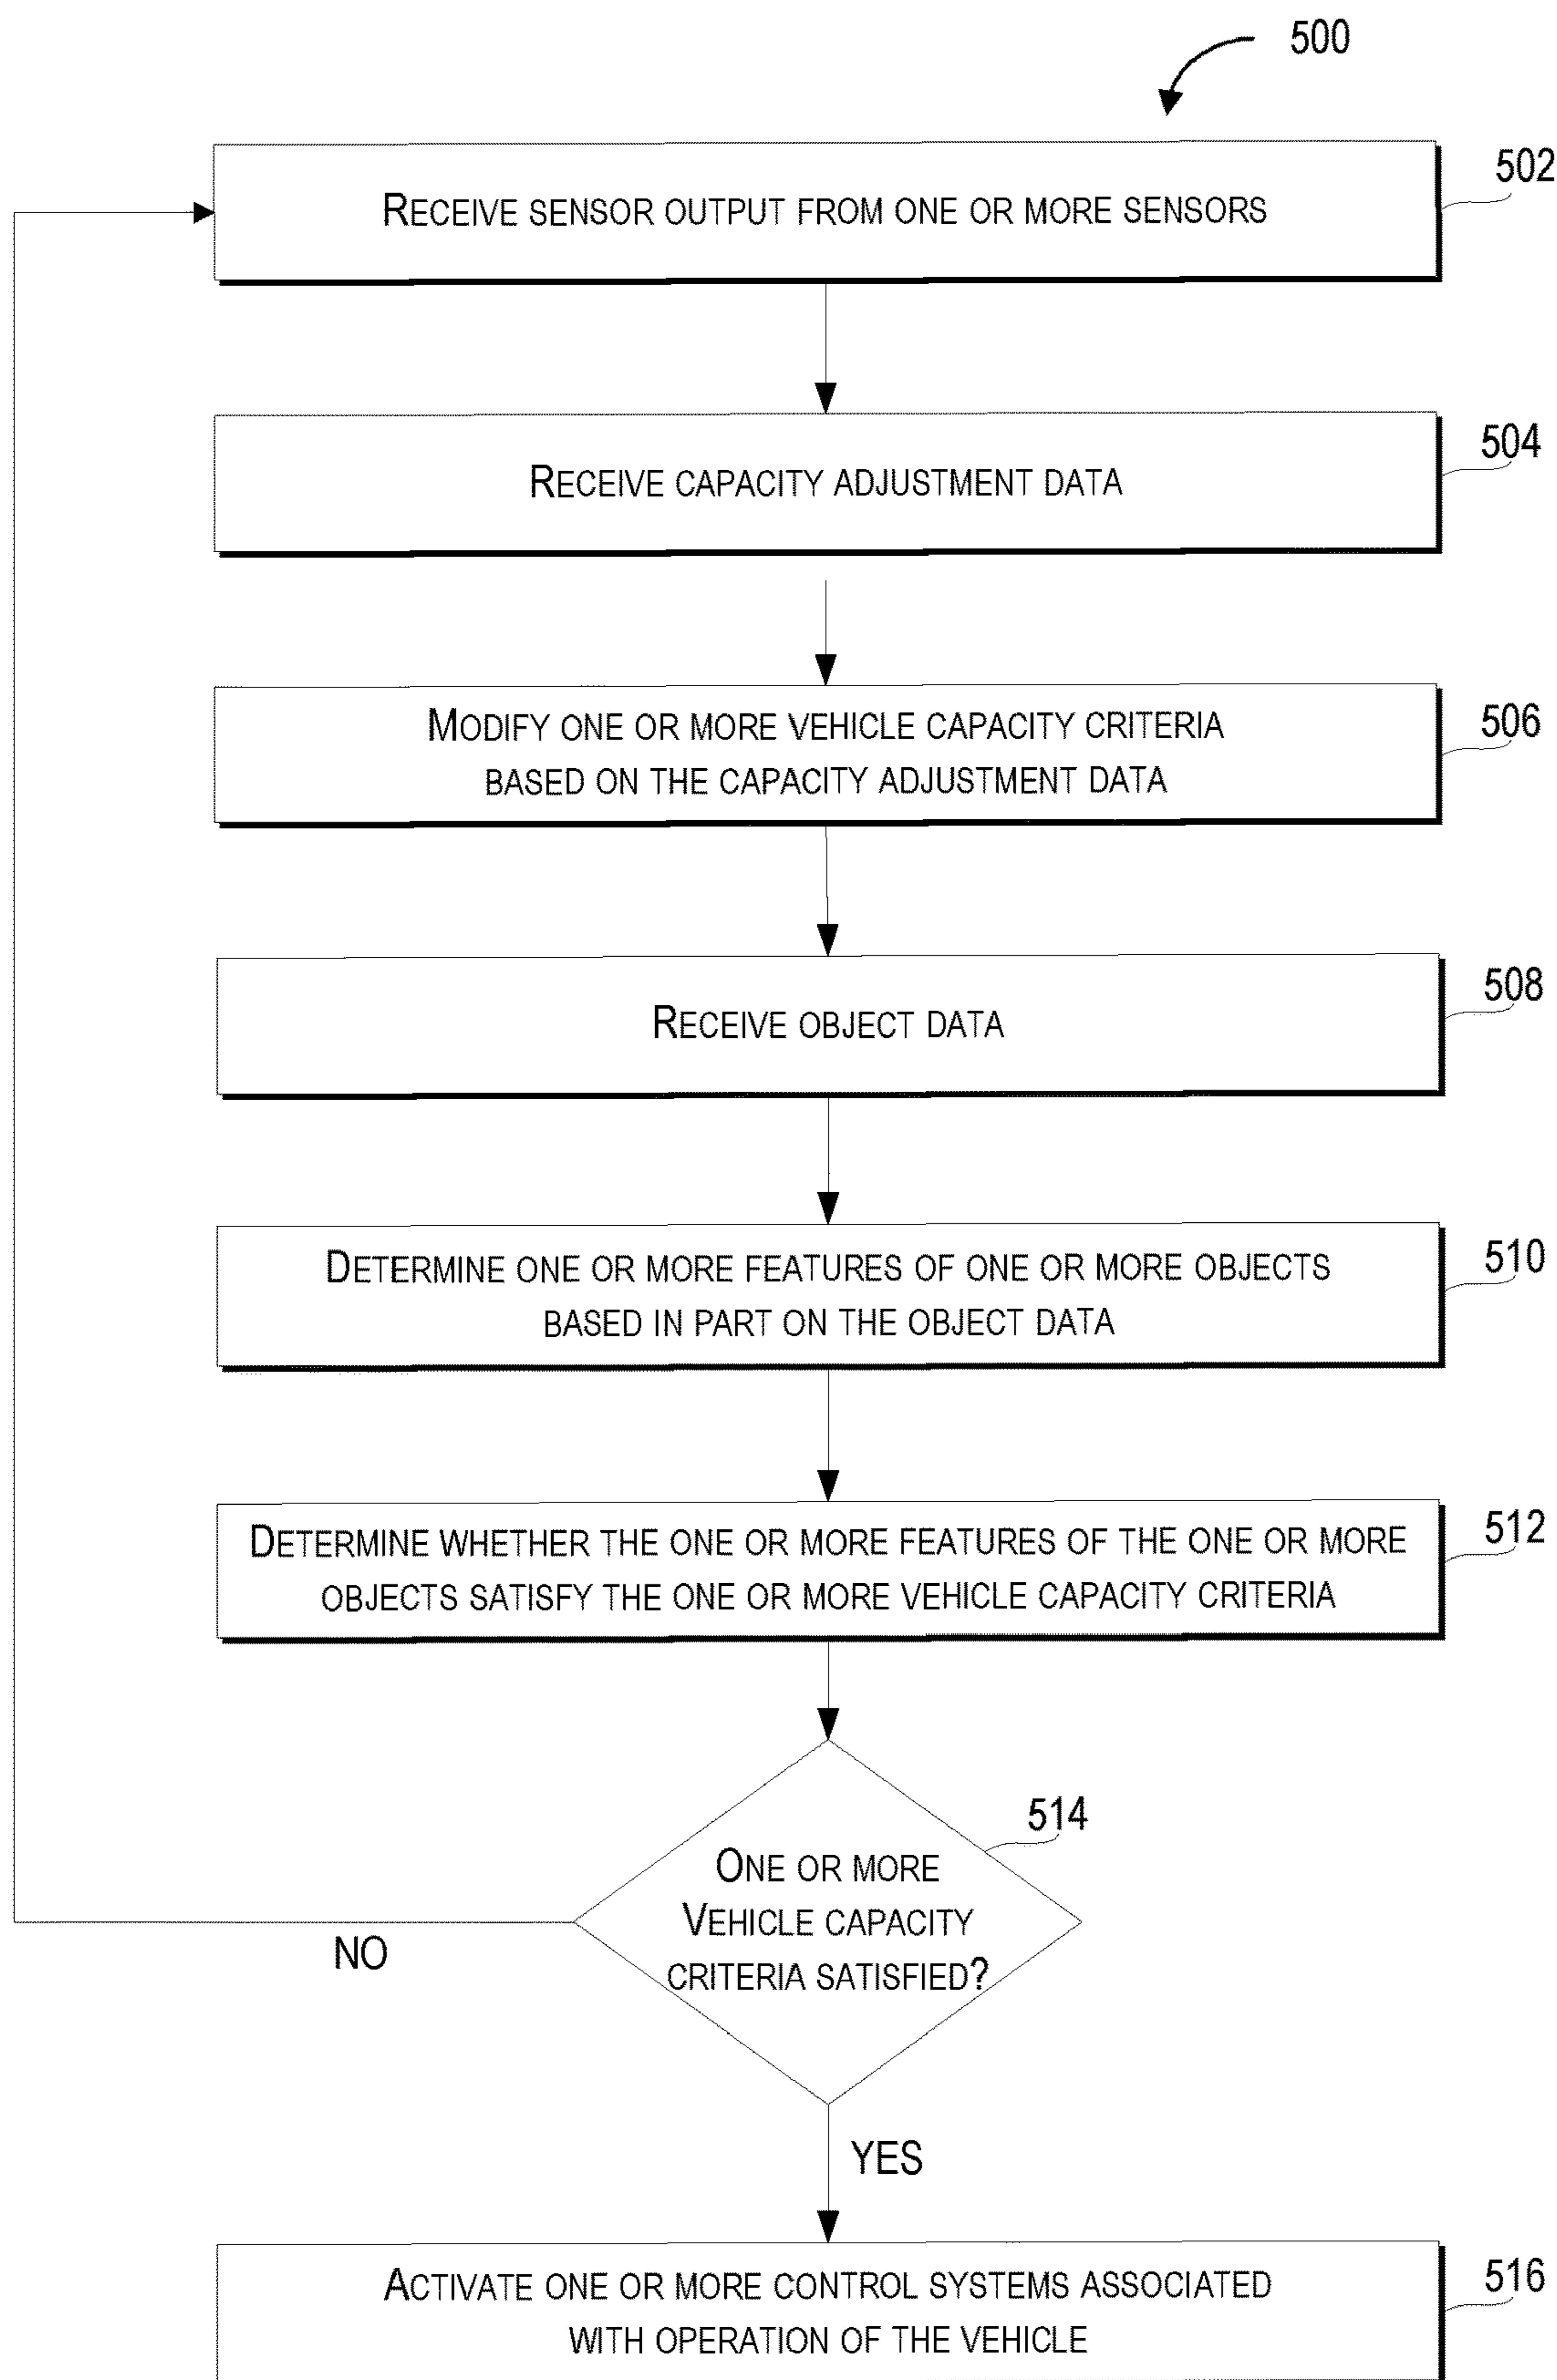 500
502
RECEIVE SENSOR OUTPUT FROM ONE OR MORE SENSORS
504
RECEIVE CAPACITY ADJUSTMENT DATA
506
MODIFY ONE OR MORE VEHICLE CAPACITY CRITERIA
BASED ON THE CAPACITY ADJUSTMENT DATA
508
RECEIVE OBJECT DATA
510
DETERMINE ONE OR MORE FEATURES OF ONE OR MORE OBJECTS
BASED IN PART ON THE OBJECT DATA
512
DETERMINE WHETHER THE ONE OR MORE FEATURES OF THE ONE OR MORE
OBJECTS SATISFY THE ONE OR MORE VEHICLE CAPACITY CRITERIA
514
ONE OR MORE
VEHICLE CAPACITY
CRITERIA SATISFIED?
NO
YES
516
ACTIVATE ONE OR MORE CONTROL SYSTEMS ASSOCIATED
WITH OPERATION OF THE VEHICLE